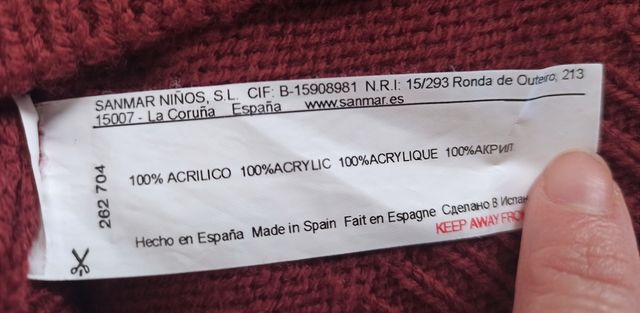 SANMAR NIÑOS, S.L. CIF: B-15908981 N.R.I: 15/293 Ronda de Outeiro, 213
15007 - La Coruña España www.sanmar.es
262 704
100% ACRILICO 100%ACRYLIC 100%ACRYLIQUE 100%АКРИЛ
Hecho en España Made in Spain Fait en Espagne Сделано В
KEEP AWAY